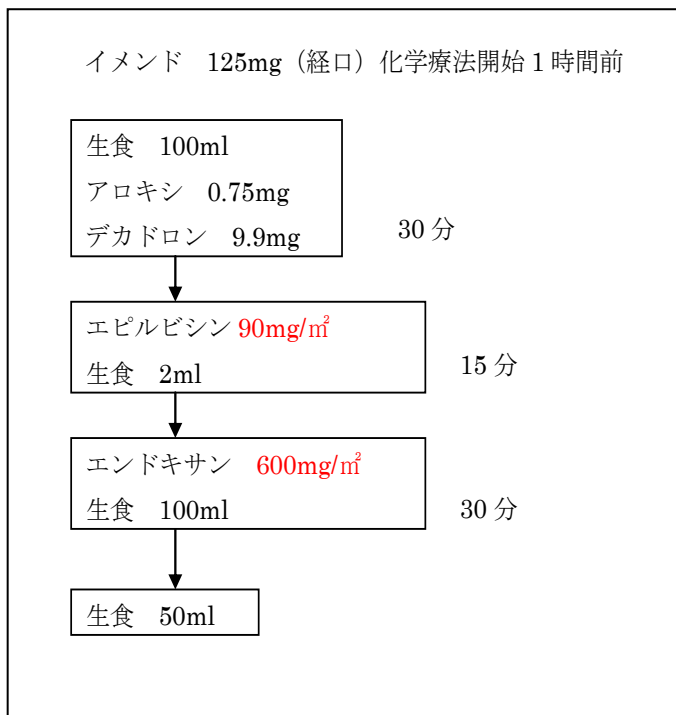 イメンド　125mg（経口）化学療法開始 1 時間前
生食　100ml
アロキシ　0.75mg
デカドロン　9.9mg
30 分
エピルビシン 90mg/㎡
生食　2ml
15 分
エンドキサン　600mg/㎡
生食　100ml
30 分
生食　50ml